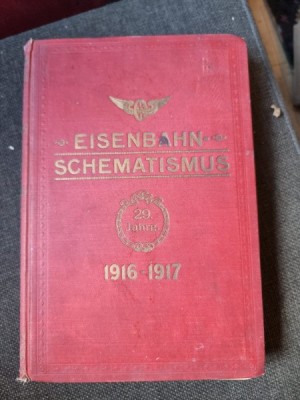 EISENBAHN
SCHEMATISMUS
29
Jahrg.
1916-1917